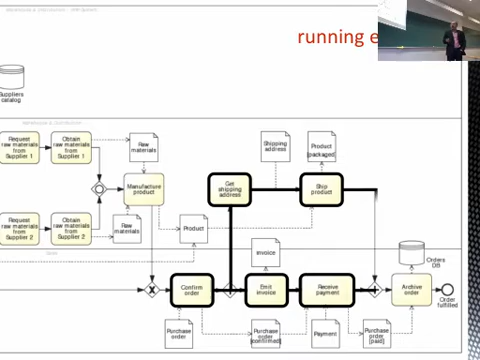 running e
Suppliers
catalog
Request
raw materials
from
Supplier 1
Obtain
raw materials
from
Supplier 1
Raw
materials
Shipping
address
Product
[packaged]
Manufacture
product
Get
shipping
address
Ship
product
Request
raw materials
from
Supplier 2
Obtain
raw materials
from
Supplier 2
Raw
materials
Product
Invoice
Orders
DB
Confirm
order
Emit
invoice
Receive
payment
Archive
order
Order
fulfilled
Purchase
order
Purchase
order
[confirmed]
Payment
Purchase
order
[paid]